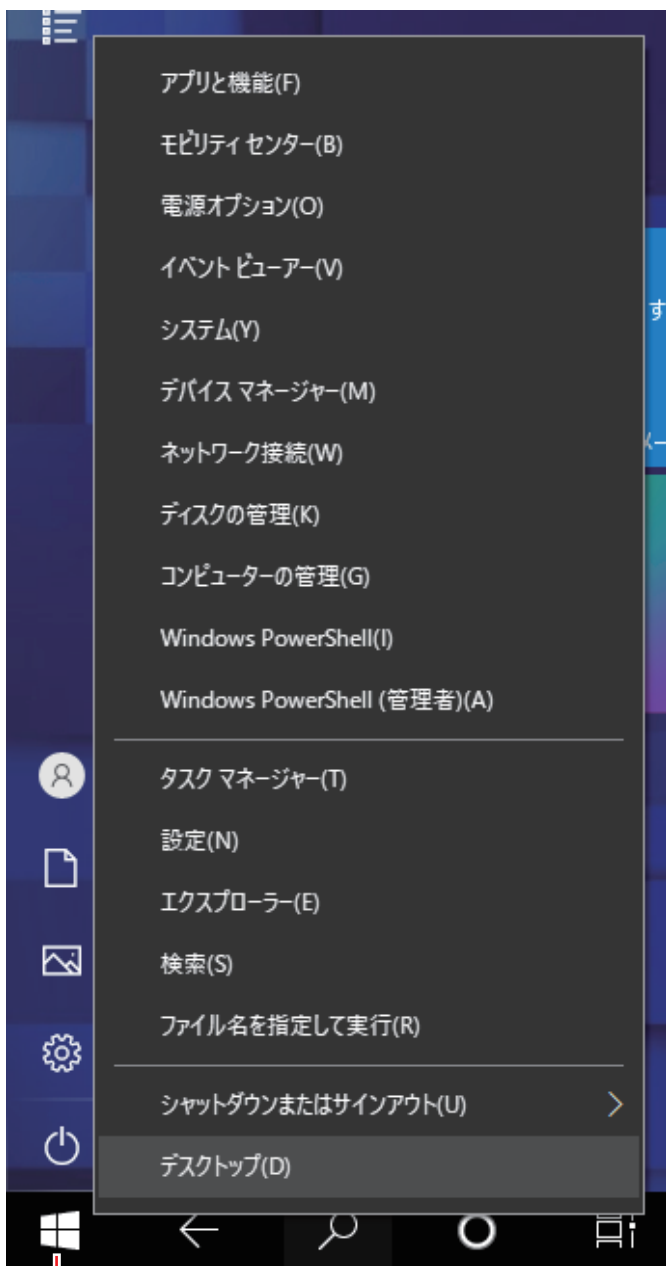 アプリと機能(F)
モビリティ センター(B)
電源オプション(O)
イベント ビューアー(V)
システム(Y)
す
デバイス マネージャー(M)
ネットワーク接続(W)
ディスクの管理(K)
コンピューターの管理(G)
Windows PowerShell(I)
Windows PowerShell (管理者)(A)
タスク マネージャー(T)
設定(N)
エクスプローラー(E)
検索(S)
ファイル名を指定して実行(R)
シャットダウンまたはサインアウト(U)
デスクトップ(D)